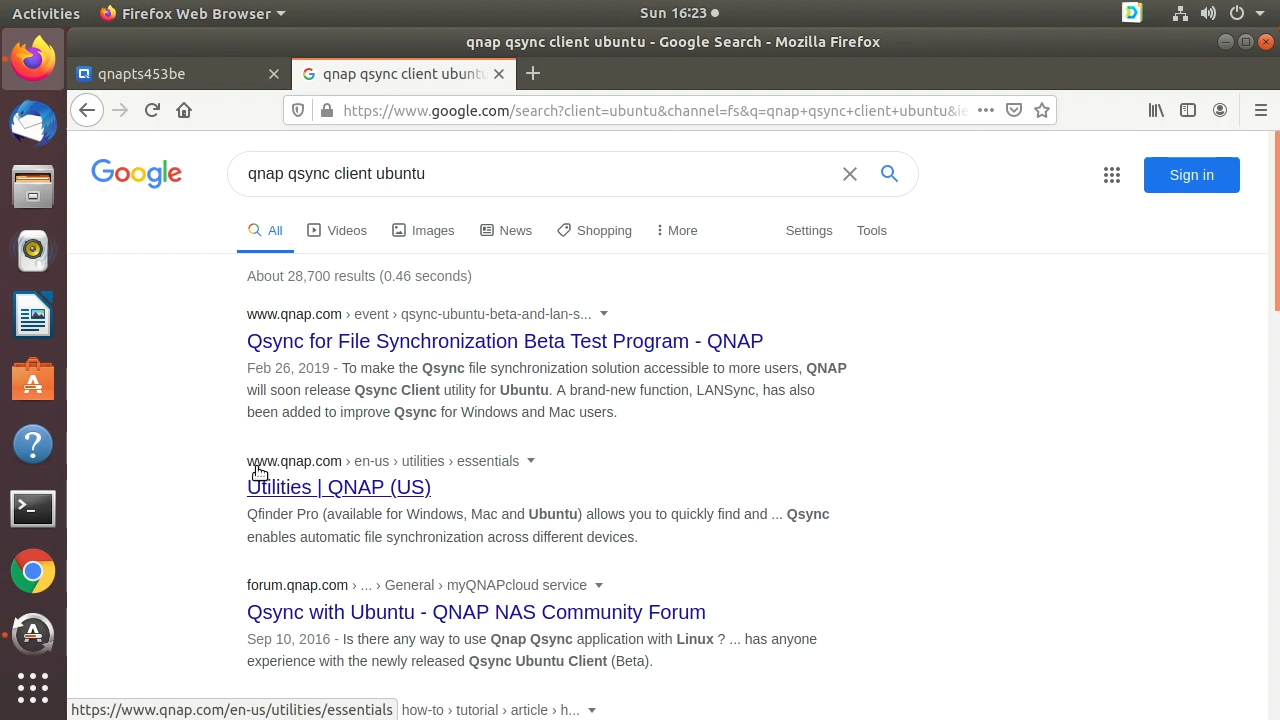 Activities Firefox Web Browser Sun 16:23
qnap qsync client ubuntu - Google Search - Mozilla Firefox
qnapts453be qnap qsync client ubuntu
https://www.google.com/search?client=ubuntu&channel=fs&q=qnap+qsync+client+ubuntu&ie
Google qnap qsync client ubuntu Sign in
All Videos Images News Shopping More Settings Tools
About 28,700 results (0.46 seconds)
www.qnap.com › event › qsync-ubuntu-beta-and-lan-s...
Qsync for File Synchronization Beta Test Program - QNAP
Feb 26, 2019 - To make the Qsync file synchronization solution accessible to more users, QNAP
will soon release Qsync Client utility for Ubuntu. A brand-new function, LANSync, has also
been added to improve Qsync for Windows and Mac users.
www.qnap.com › en-us › utilities › essentials
Utilities | QNAP (US)
Qfinder Pro (available for Windows, Mac and Ubuntu) allows you to quickly find and ... Qsync
enables automatic file synchronization across different devices.
forum.qnap.com › ... › General › myQNAPcloud service
Qsync with Ubuntu - QNAP NAS Community Forum
Sep 10, 2016 - Is there any way to use Qnap Qsync application with Linux ? ... has anyone
experience with the newly released Qsync Ubuntu Client (Beta).
https://www.qnap.com/en-us/utilities/essentials how-to › tutorial › article › h...